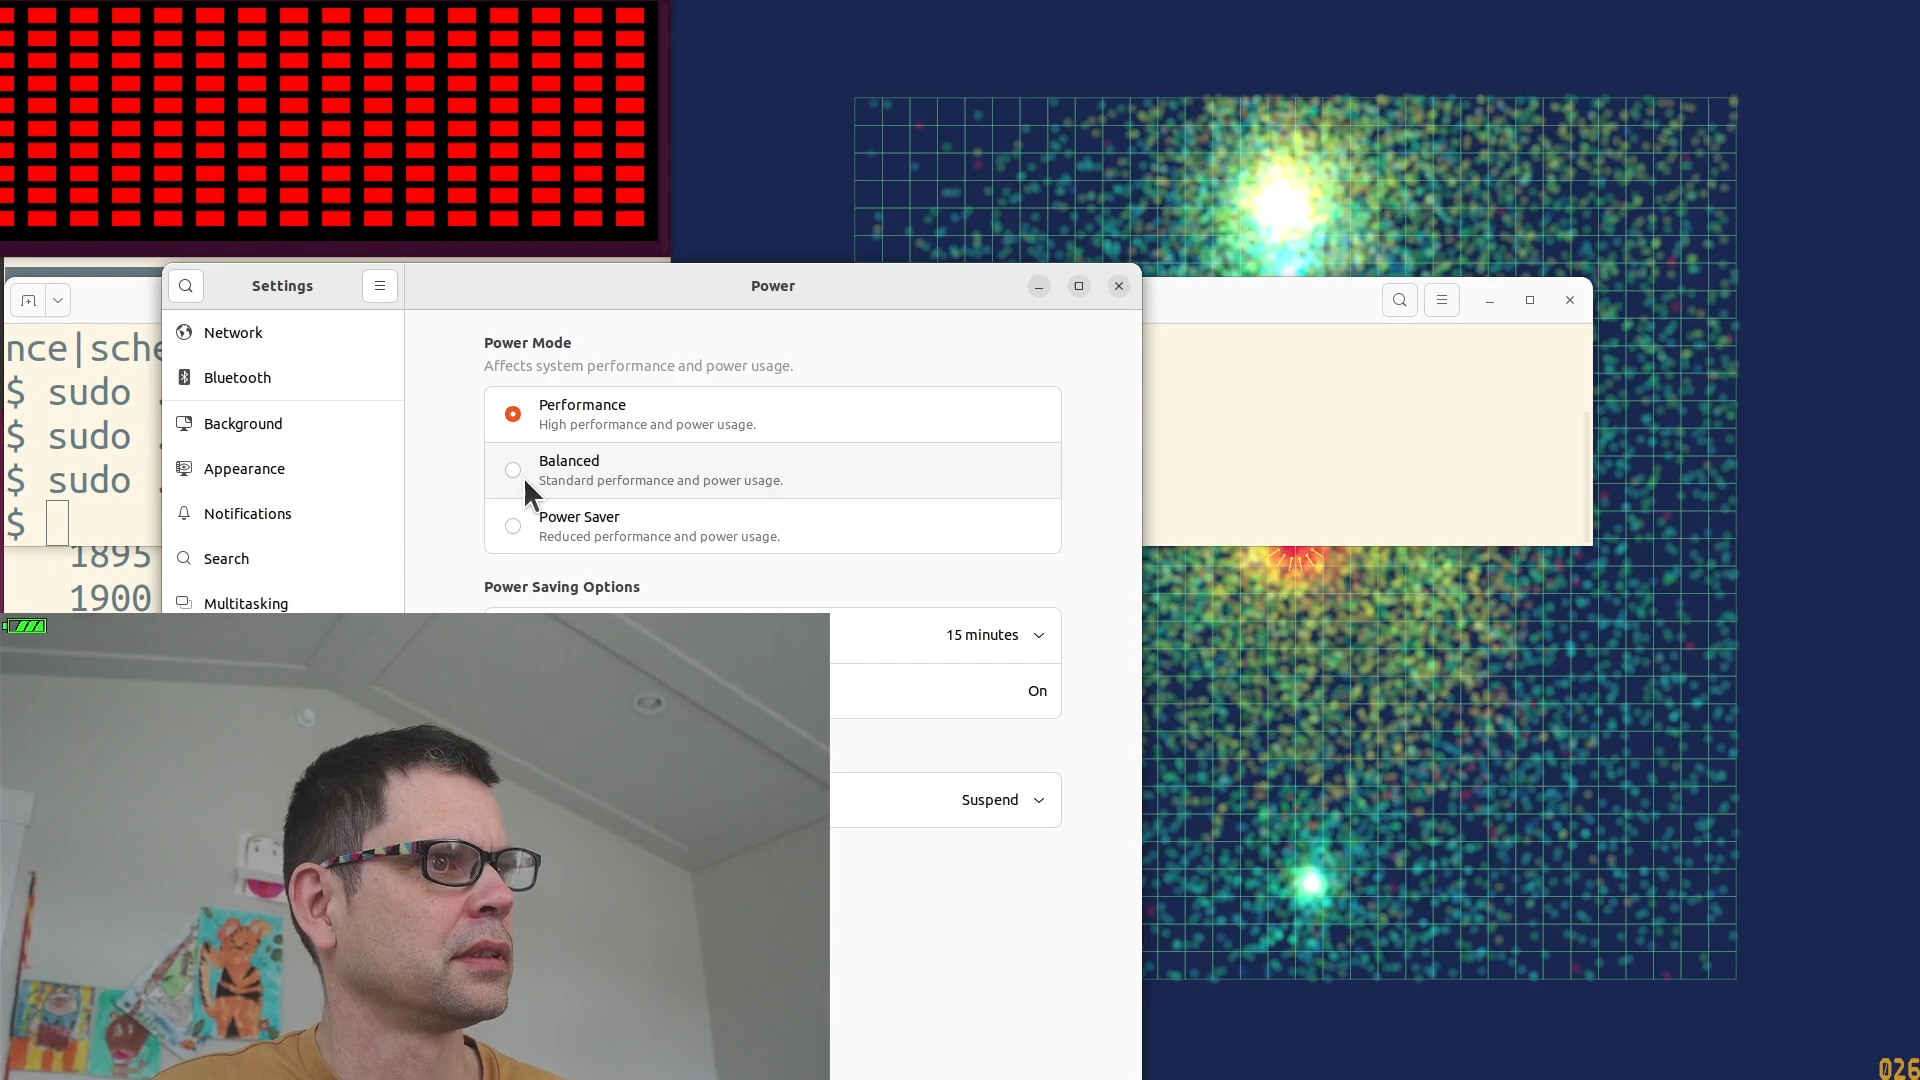 Settings
Power
Network
Bluetooth
Background
Appearance
Notifications
Search
Multitasking
Power Mode
Affects system performance and power usage.
Performance
High performance and power usage.
Balanced
Standard performance and power usage.
Power Saver
Reduced performance and power usage.
Power Saving Options
15 minutes
On
Suspend
nce|sche
$ sudo .
$ sudo .
$ sudo .
$
1895
1900
026